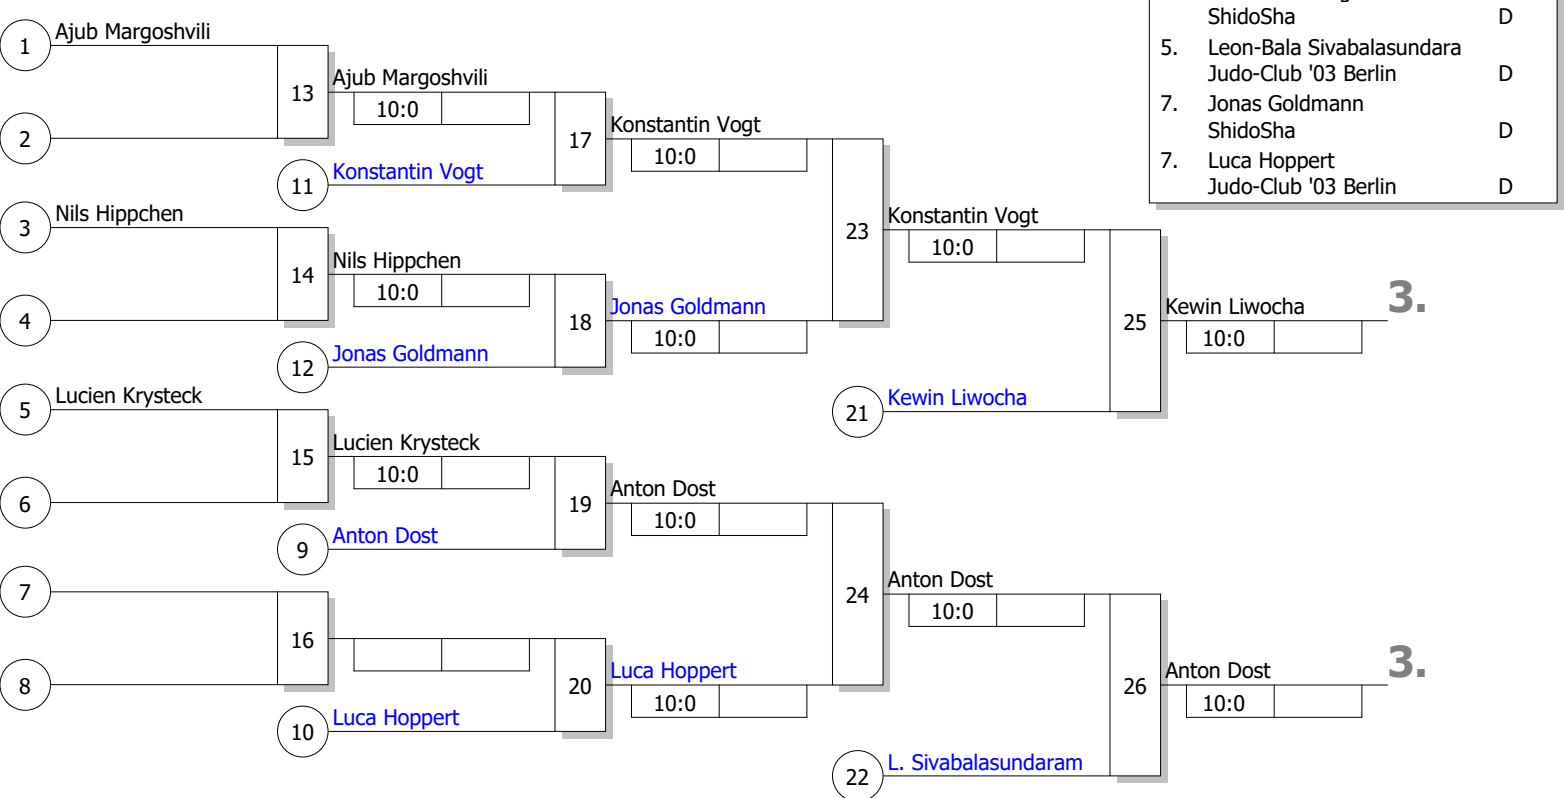 ShidoSha D
5. Leon-Bala Sivabalasundara
Judo-Club '03 Berlin D
7. Jonas Goldmann
ShidoSha D
7. Luca Hoppert
Judo-Club '03 Berlin D
1 Ajub Margoshvili
2
13 Ajub Margoshvili
10:0
11 Konstantin Vogt
17 Konstantin Vogt
10:0
3 Nils Hippchen
4
14 Nils Hippchen
10:0
12 Jonas Goldmann
18 Jonas Goldmann
10:0
23 Konstantin Vogt
10:0
21 Kewin Liwocha
25 Kewin Liwocha
10:0
3.
5 Lucien Krysteck
6
15 Lucien Krysteck
10:0
9 Anton Dost
19 Anton Dost
10:0
7
8
16
10 Luca Hoppert
20 Luca Hoppert
10:0
24 Anton Dost
10:0
22 L. Sivabalasundaram
26 Anton Dost
10:0
3.